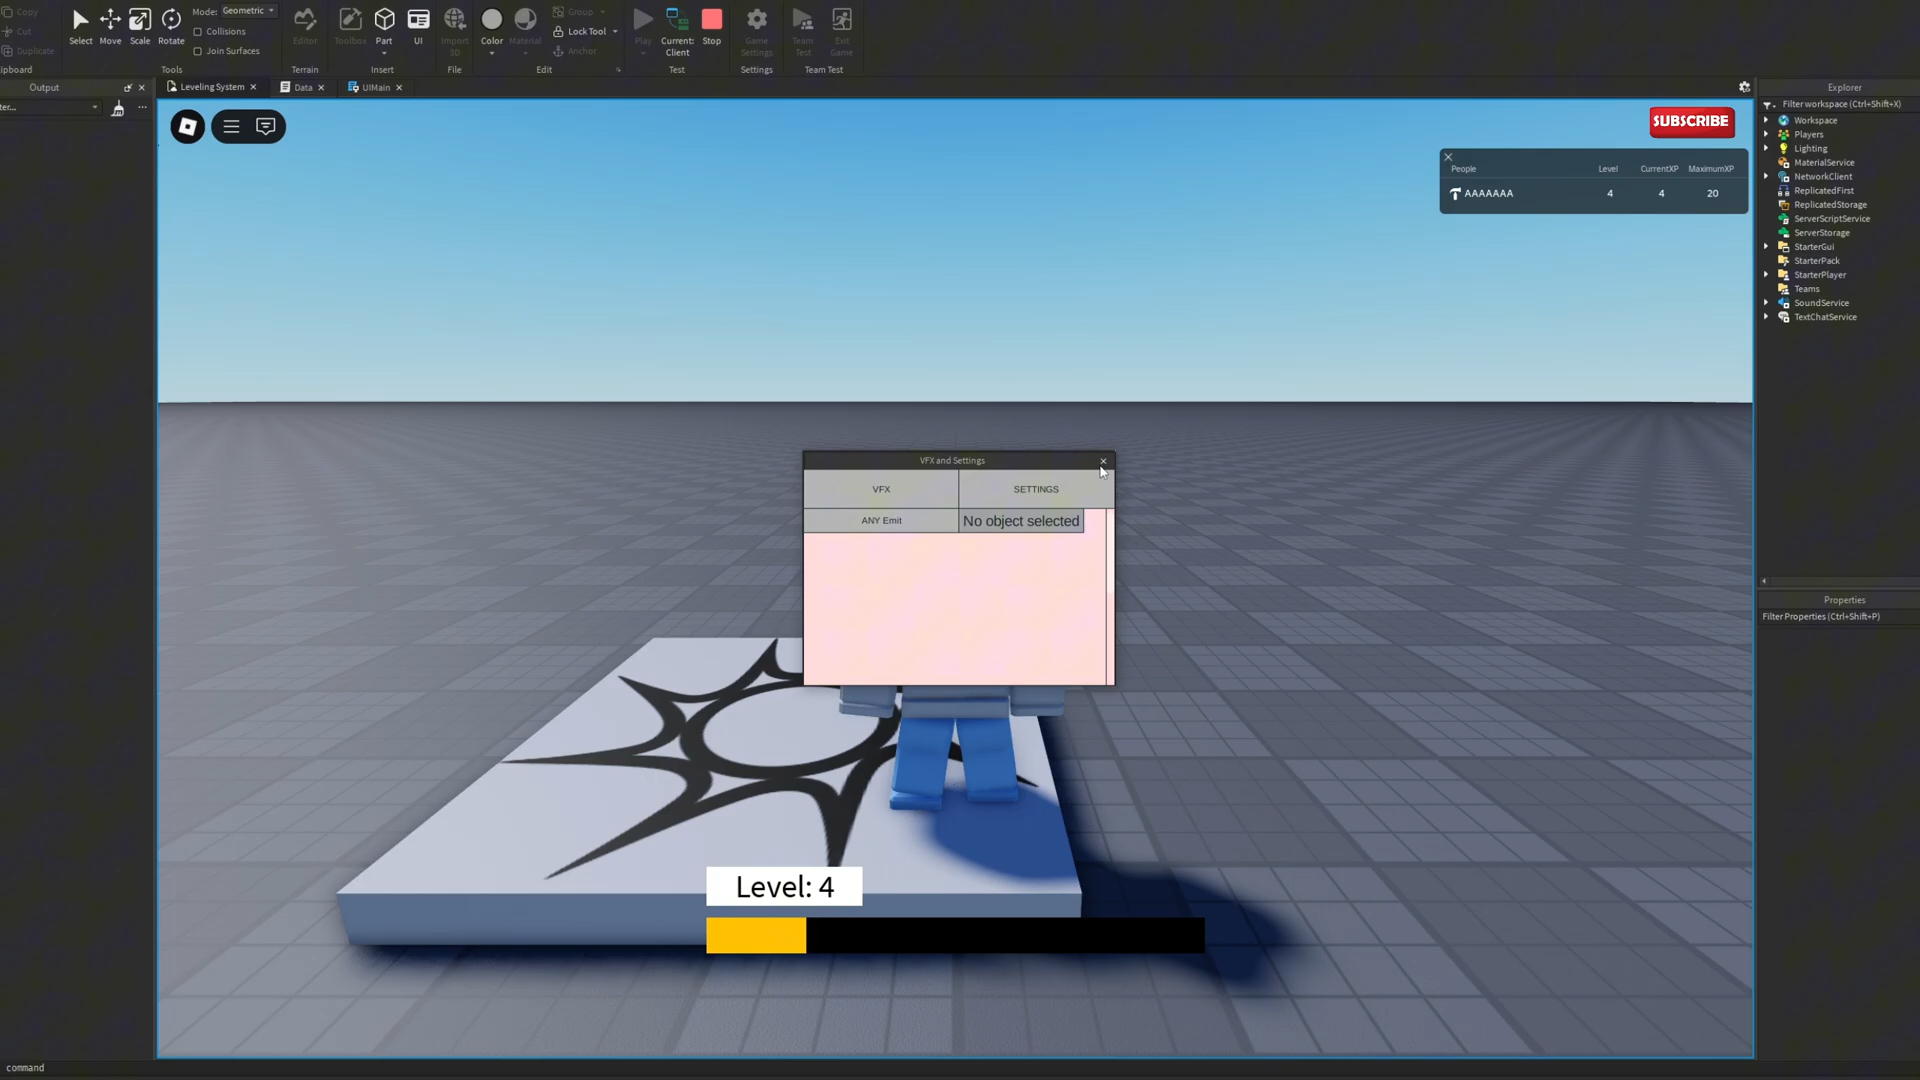 Copy
Cut
Duplicate
lipboard
Select
Move
Scale
Rotate
Mode: Geometric
Collisions
Join Surfaces
Tools
Editor
Terrain
Toolbox
Part
UI
Insert
Import 3D
File
Color
Material
Group
Lock Tool
Anchor
Edit
Play
Current: Client
Stop
Test
Game Settings
Settings
Team Test
Exit Game
Team Test
Output
ter...
Leveling System
Data
UIMain
SUBSCRIBE
People Level CurrentXP MaximumXP
AAAAAAA 4 4 20
VFX and Settings
VFX SETTINGS
ANY Emit No object selected
Level: 4
Explorer
Filter workspace (Ctrl+Shift+X)
Workspace
Players
Lighting
MaterialService
NetworkClient
ReplicatedFirst
ReplicatedStorage
ServerScriptService
ServerStorage
StarterGui
StarterPack
StarterPlayer
Teams
SoundService
TextChatService
Properties
Filter Properties (Ctrl+Shift+P)
command